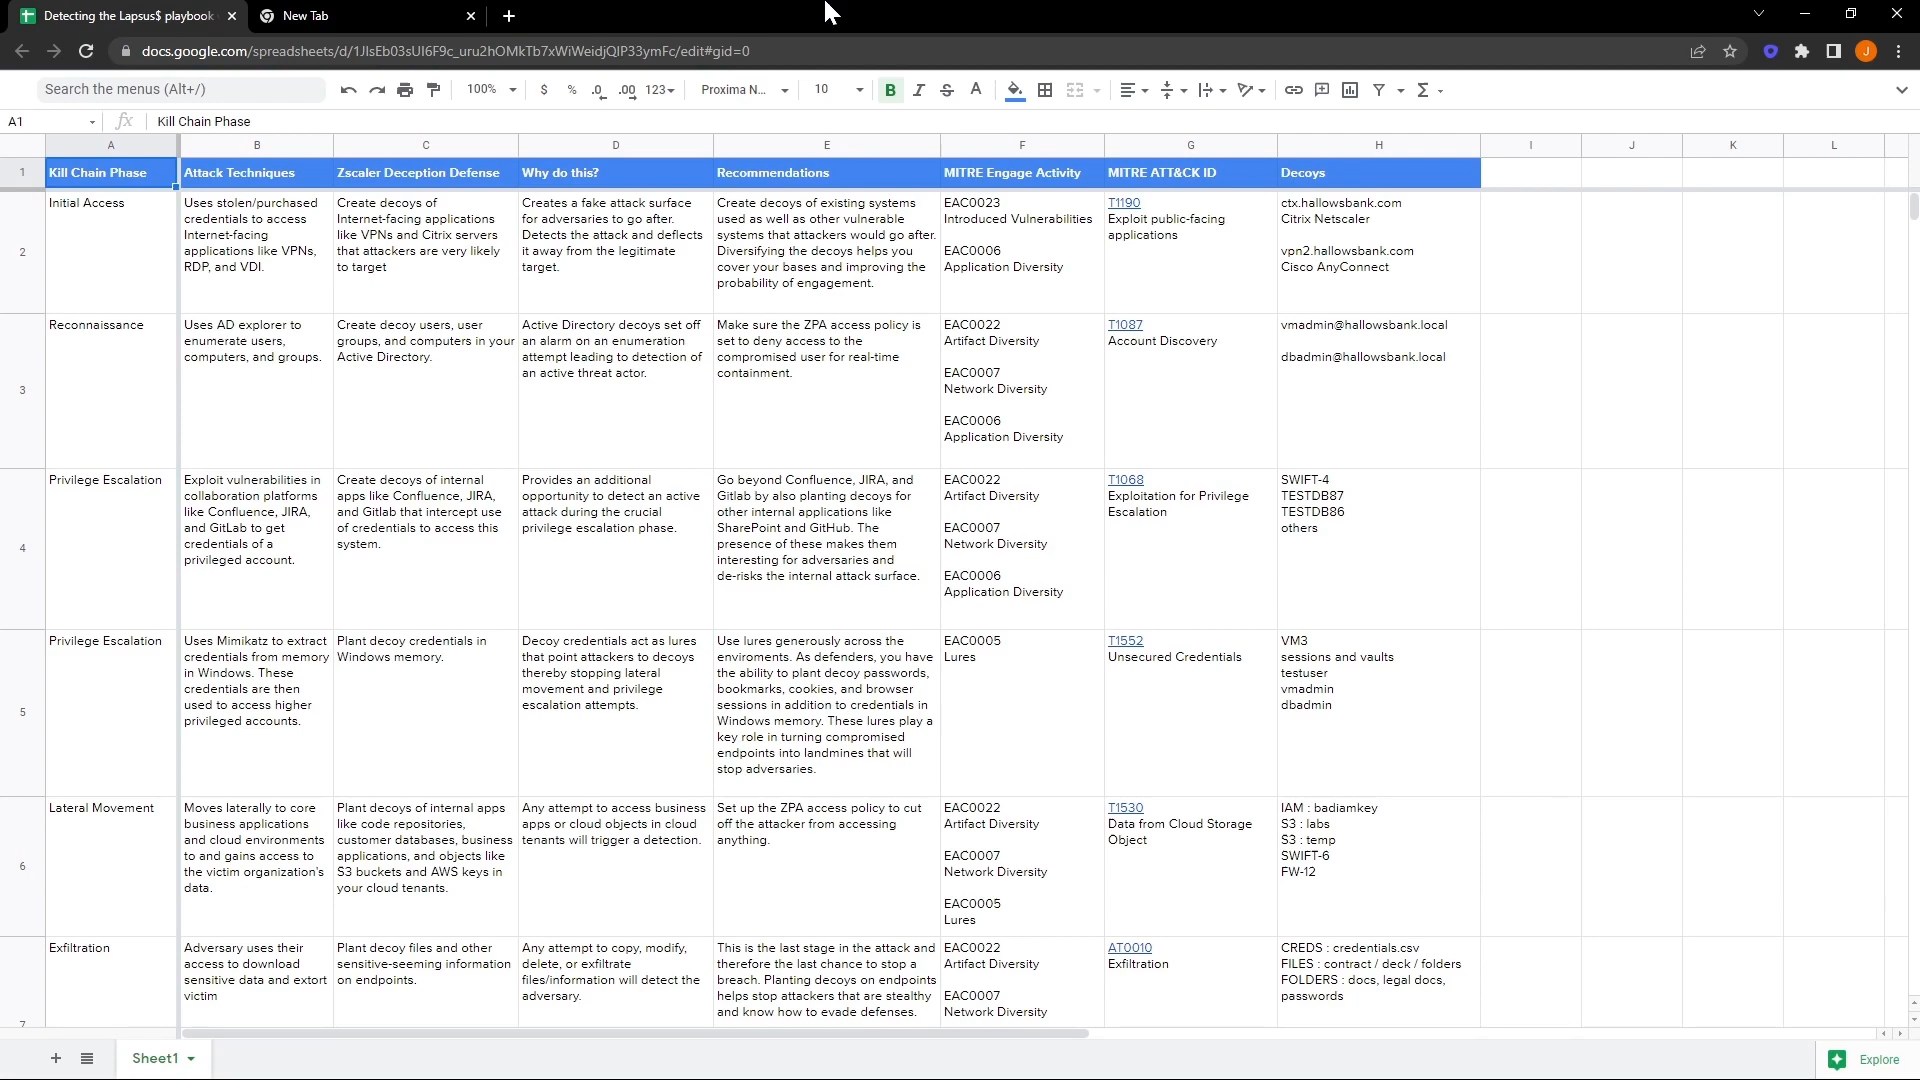 Detecting the Lapsus$ playbook
New Tab
docs.google.com/spreadsheets/d/1JlsEb03sUI6F9c_uru2hOMkTb7xWiWeidjQlP33ymFc/edit#gid=0
J
Search the menus (Alt+/)
100%
$
%
.0
.00
123
Proxima N...
10
B
I
S
A
A1
fx
Kill Chain Phase
A B C D E F G H I J K L
1
Kill Chain Phase
Attack Techniques
Zscaler Deception Defense
Why do this?
Recommendations
MITRE Engage Activity
MITRE ATT&CK ID
Decoys
2
Initial Access
Uses stolen/purchased
credentials to access
Internet-facing
applications like VPNs,
RDP, and VDI.
Create decoys of
Internet-facing applications
like VPNs and Citrix servers
that attackers are very likely
to target
Creates a fake attack surface
for adversaries to go after.
Detects the attack and deflects
it away from the legitimate
target.
Create decoys of existing systems
used as well as other vulnerable
systems that attackers would go after.
Diversifying the decoys helps you
cover your bases and improving the
probability of engagement.
EAC0023
Introduced Vulnerabilities
EAC0006
Application Diversity
T1190
Exploit public-facing
applications
ctx.hallowsbank.com
Citrix Netscaler
vpn2.hallowsbank.com
Cisco AnyConnect
3
Reconnaissance
Uses AD explorer to
enumerate users,
computers, and groups.
Create decoy users, user
groups, and computers in your
Active Directory.
Active Directory decoys set off
an alarm on an enumeration
attempt leading to detection of
an active threat actor.
Make sure the ZPA access policy is
set to deny access to the
compromised user for real-time
containment.
EAC0022
Artifact Diversity
EAC0007
Network Diversity
EAC0006
Application Diversity
T1087
Account Discovery
vmadmin@hallowsbank.local
dbadmin@hallowsbank.local
4
Privilege Escalation
Exploit vulnerabilities in
collaboration platforms
like Confluence, JIRA,
and GitLab to get
credentials of a
privileged account.
Create decoys of internal
apps like Confluence, JIRA,
and Gitlab that intercept use
of credentials to access this
system.
Provides an additional
opportunity to detect an active
attack during the crucial
privilege escalation phase.
Go beyond Confluence, JIRA, and
Gitlab by also planting decoys for
other internal applications like
SharePoint and GitHub. The
presence of these makes them
interesting for adversaries and
de-risks the internal attack surface.
EAC0022
Artifact Diversity
EAC0007
Network Diversity
EAC0006
Application Diversity
T1068
Exploitation for Privilege
Escalation
SWIFT-4
TESTDB87
TESTDB86
others
5
Privilege Escalation
Uses Mimikatz to extract
credentials from memory
in Windows. These
credentials are then
used to access higher
privileged accounts.
Plant decoy credentials in
Windows memory.
Decoy credentials act as lures
that point attackers to decoys
thereby stopping lateral
movement and privilege
escalation attempts.
Use lures generously across the
enviroments. As defenders, you have
the ability to plant decoy passwords,
bookmarks, cookies, and browser
sessions in addition to credentials in
Windows memory. These lures play a
key role in turning compromised
endpoints into landmines that will
stop adversaries.
EAC0005
Lures
T1552
Unsecured Credentials
VM3
sessions and vaults
testuser
vmadmin
dbadmin
6
Lateral Movement
Moves laterally to core
business applications
and cloud environments
to and gains access to
the victim organization's
data.
Plant decoys of internal apps
like code repositories,
customer databases, business
applications, and objects like
S3 buckets and AWS keys in
your cloud tenants.
Any attempt to access business
apps or cloud objects in cloud
tenants will trigger a detection.
Set up the ZPA access policy to cut
off the attacker from accessing
anything.
EAC0022
Artifact Diversity
EAC0007
Network Diversity
EAC0005
Lures
T1530
Data from Cloud Storage
Object
IAM : badiamkey
S3 : labs
S3 : temp
SWIFT-6
FW-12
7
Exfiltration
Adversary uses their
access to download
sensitive data and extort
victim
Plant decoy files and other
sensitive-seeming information
on endpoints.
Any attempt to copy, modify,
delete, or exfiltrate
files/information will detect the
adversary.
This is the last stage in the attack and
therefore the last chance to stop a
breach. Planting decoys on endpoints
helps stop attackers that are stealthy
and know how to evade defenses.
EAC0022
Artifact Diversity
EAC0007
Network Diversity
AT0010
Exfiltration
CREDS : credentials.csv
FILES : contract / deck / folders
FOLDERS : docs, legal docs,
passwords
Sheet1
Explore